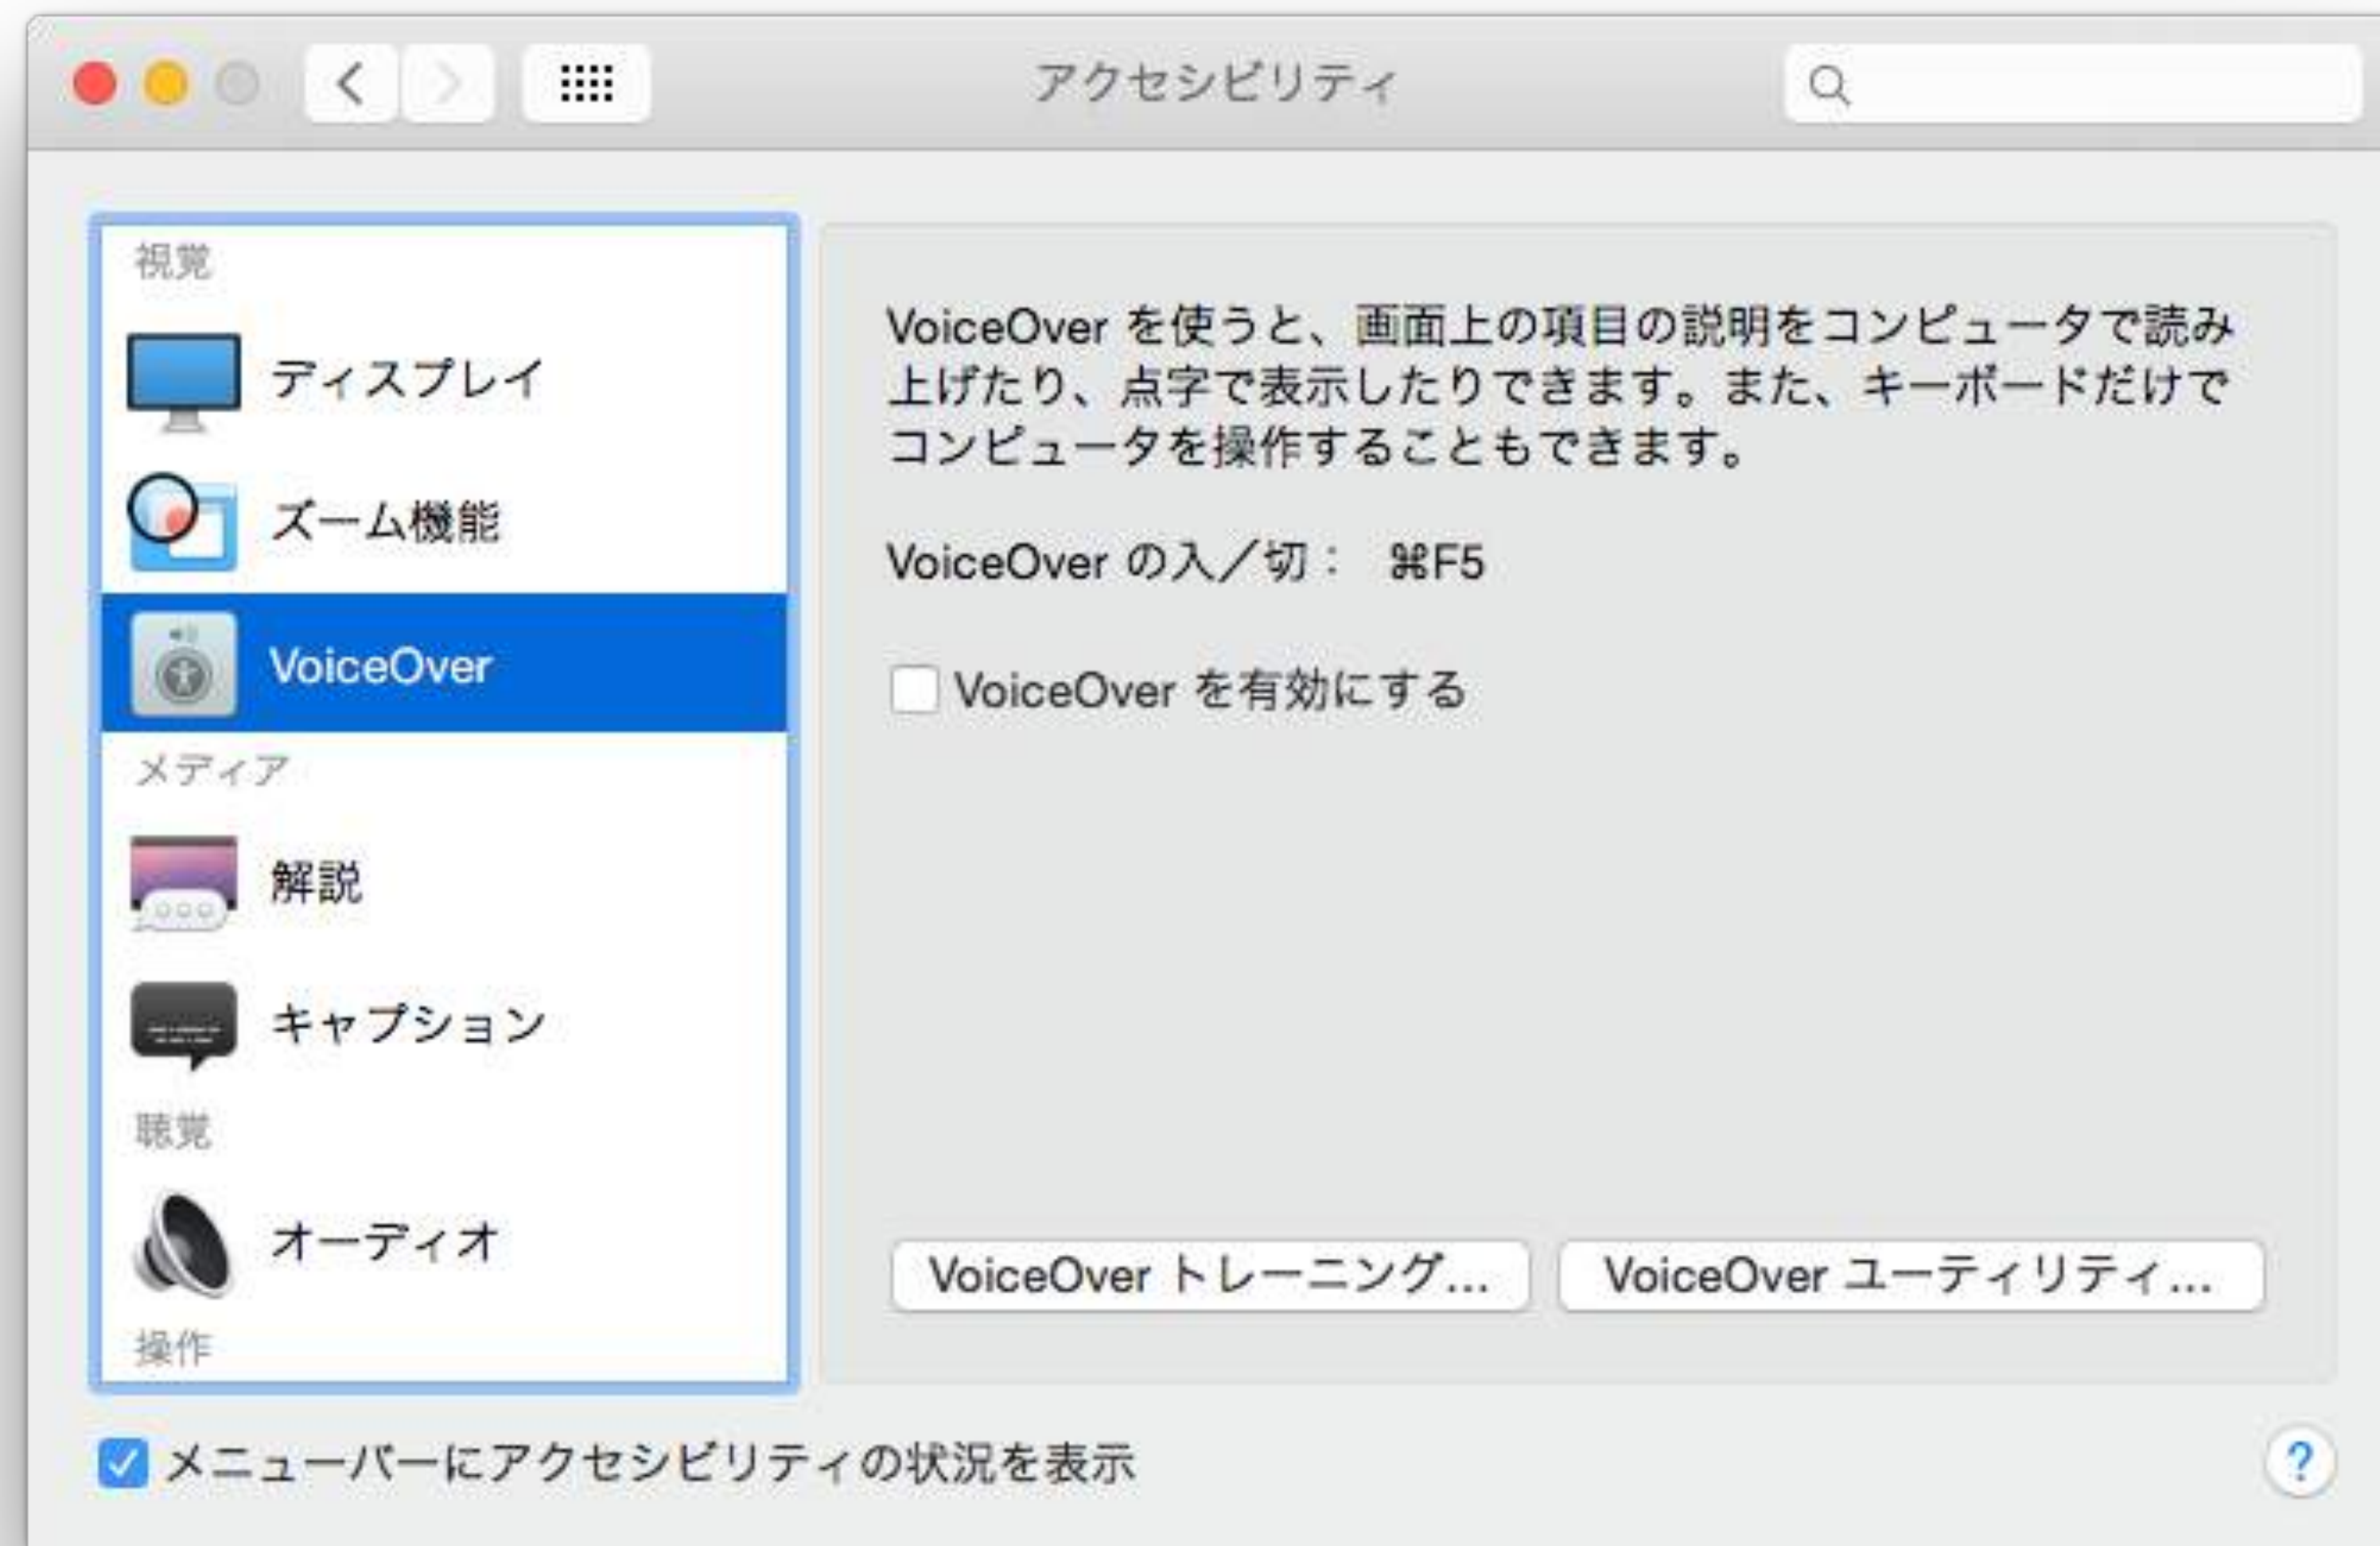 アクセシビリティ
視覚
ディスプレイ
ズーム機能
VoiceOver
メディア
解説
キャプション
聴覚
オーディオ
操作
VoiceOver を使うと、画面上の項目の説明をコンピュータで読み
上げたり、点字で表示したりできます。また、キーボードだけで
コンピュータを操作することもできます。
VoiceOver の入／切： ⌘F5
VoiceOver を有効にする
VoiceOver トレーニング...
VoiceOver ユーティリティ...
メニューバーにアクセシビリティの状況を表示
?